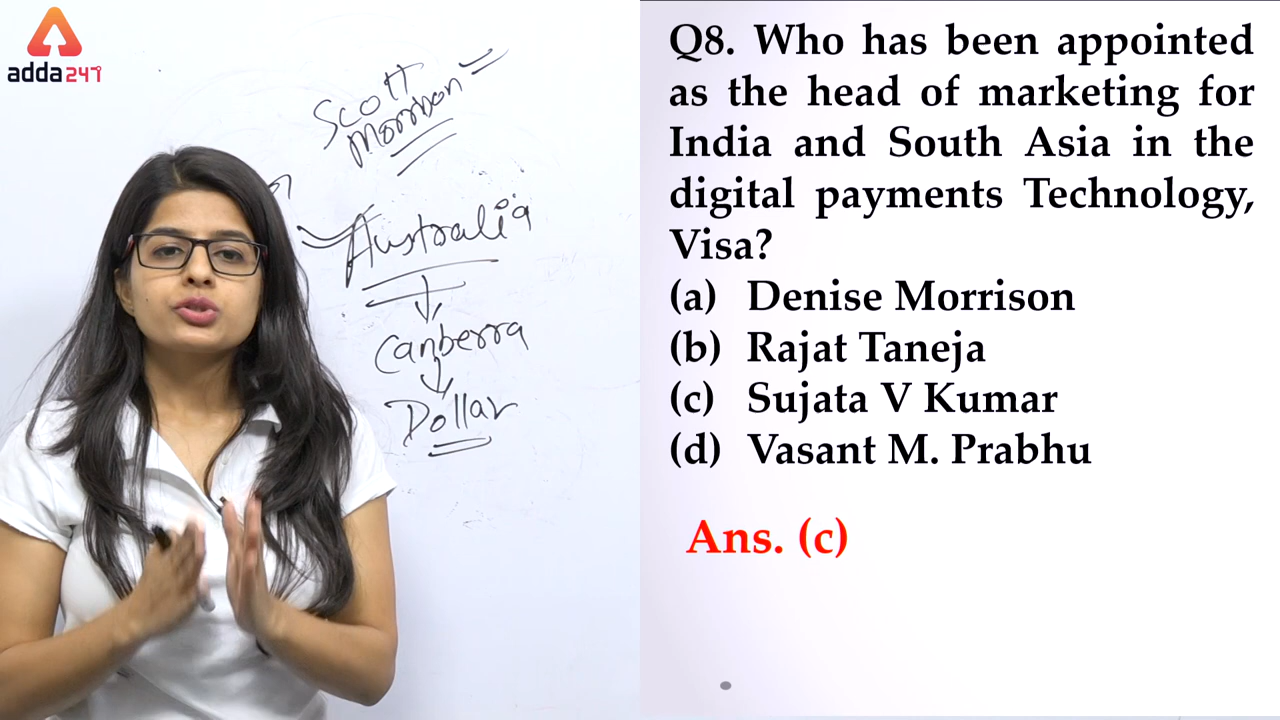 adda247
Scott
Morrison
Australia
Canberra
Dollar
Q8. Who has been appointed
as the head of marketing for
India and South Asia in the
digital payments Technology,
Visa?
(a) Denise Morrison
(b) Rajat Taneja
(c) Sujata V Kumar
(d) Vasant M. Prabhu
Ans. (c)